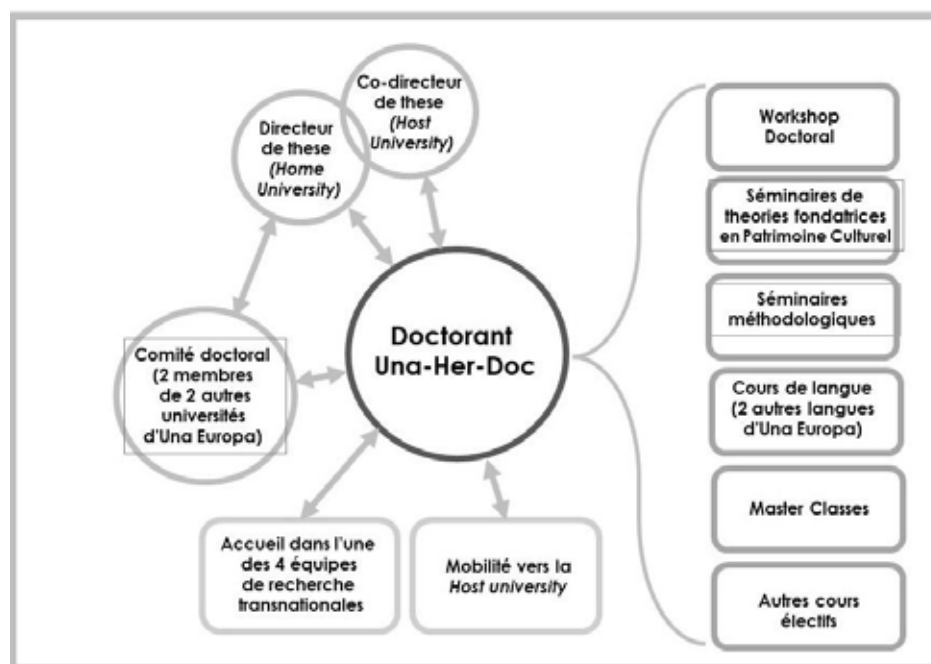 Co-directeur
de these
(Host
University)
Directeur
de these
(Home
University)
Comité doctoral
(2 membres
de 2 autres
universités
d'Una Europa)
Doctorant
Una-Her-Doc
Accueil dans l'une
des 4 équipes
de recherche
transnationales
Mobilité vers la
Host university
Workshop
Doctoral
Séminaires de
theories fondatrices
en Patrimoine Culturel
Séminaires
méthodologiques
Cours de langue
(2 autres langues
d'Una Europa)
Master Classes
Autres cours
électifs